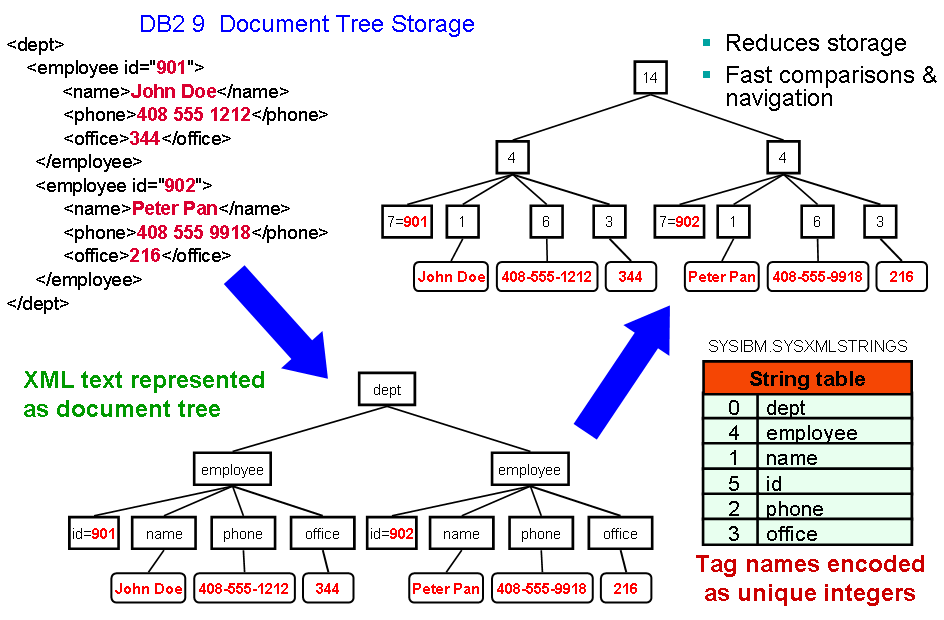 DB2 9  Document Tree Storage
<dept>
<employee id="901">
<name>John Doe</name>
<phone>408 555 1212</phone>
<office>344</office>
</employee>
<employee id="902">
<name>Peter Pan</name>
<phone>408 555 9918</phone>
<office>216</office>
</employee>
</dept>
Reduces storage
Fast comparisons &
navigation
14
4 4
7=901 1 6 3 7=902 1 6 3
John Doe 408-555-1212 344 Peter Pan 408-555-9918 216
XML text represented
as document tree
dept
employee employee
id=901 name phone office id=902 name phone office
John Doe 408-555-1212 344 Peter Pan 408-555-9918 216
SYSIBM.SYSXMLSTRINGS
String table
0 dept
4 employee
1 name
5 id
2 phone
3 office
Tag names encoded
as unique integers